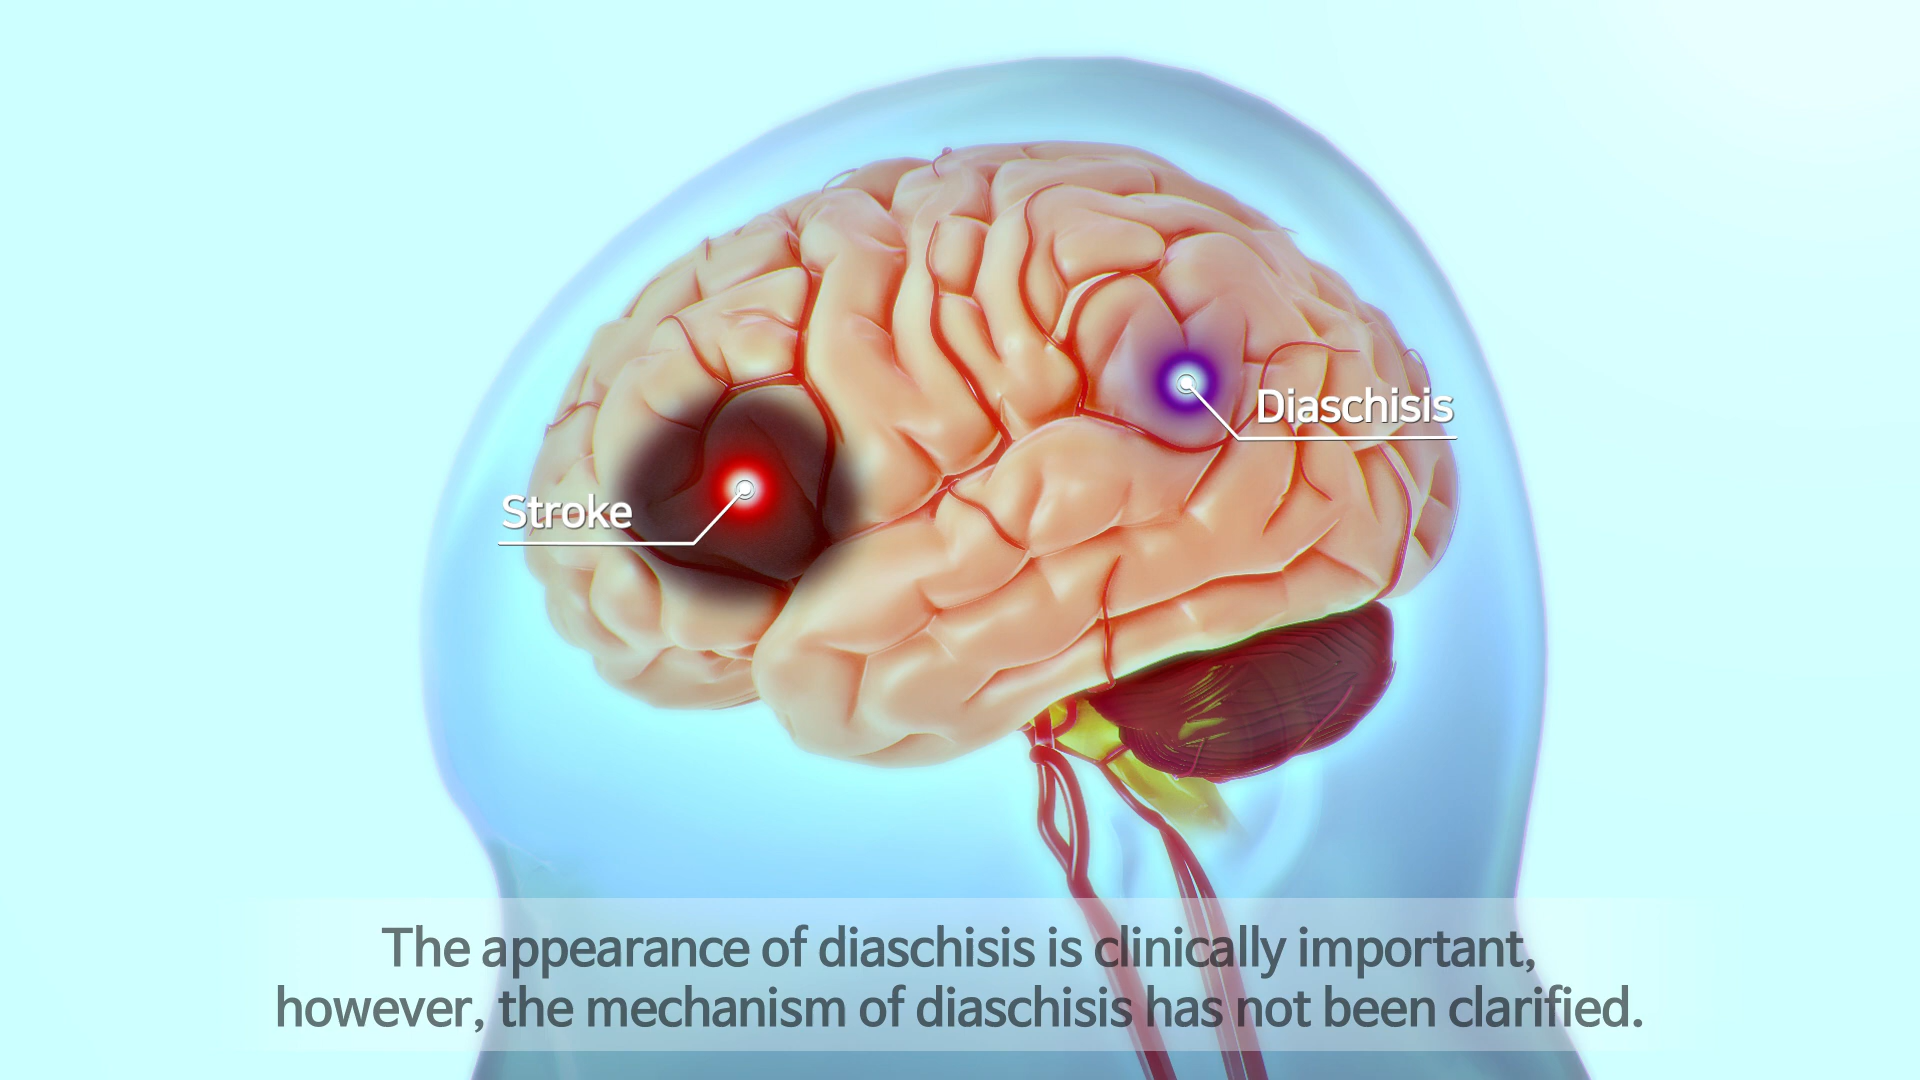 Diaschisis
Stroke
The appearance of diaschisis is clinically important,
however, the mechanism of diaschisis has not been clarified.